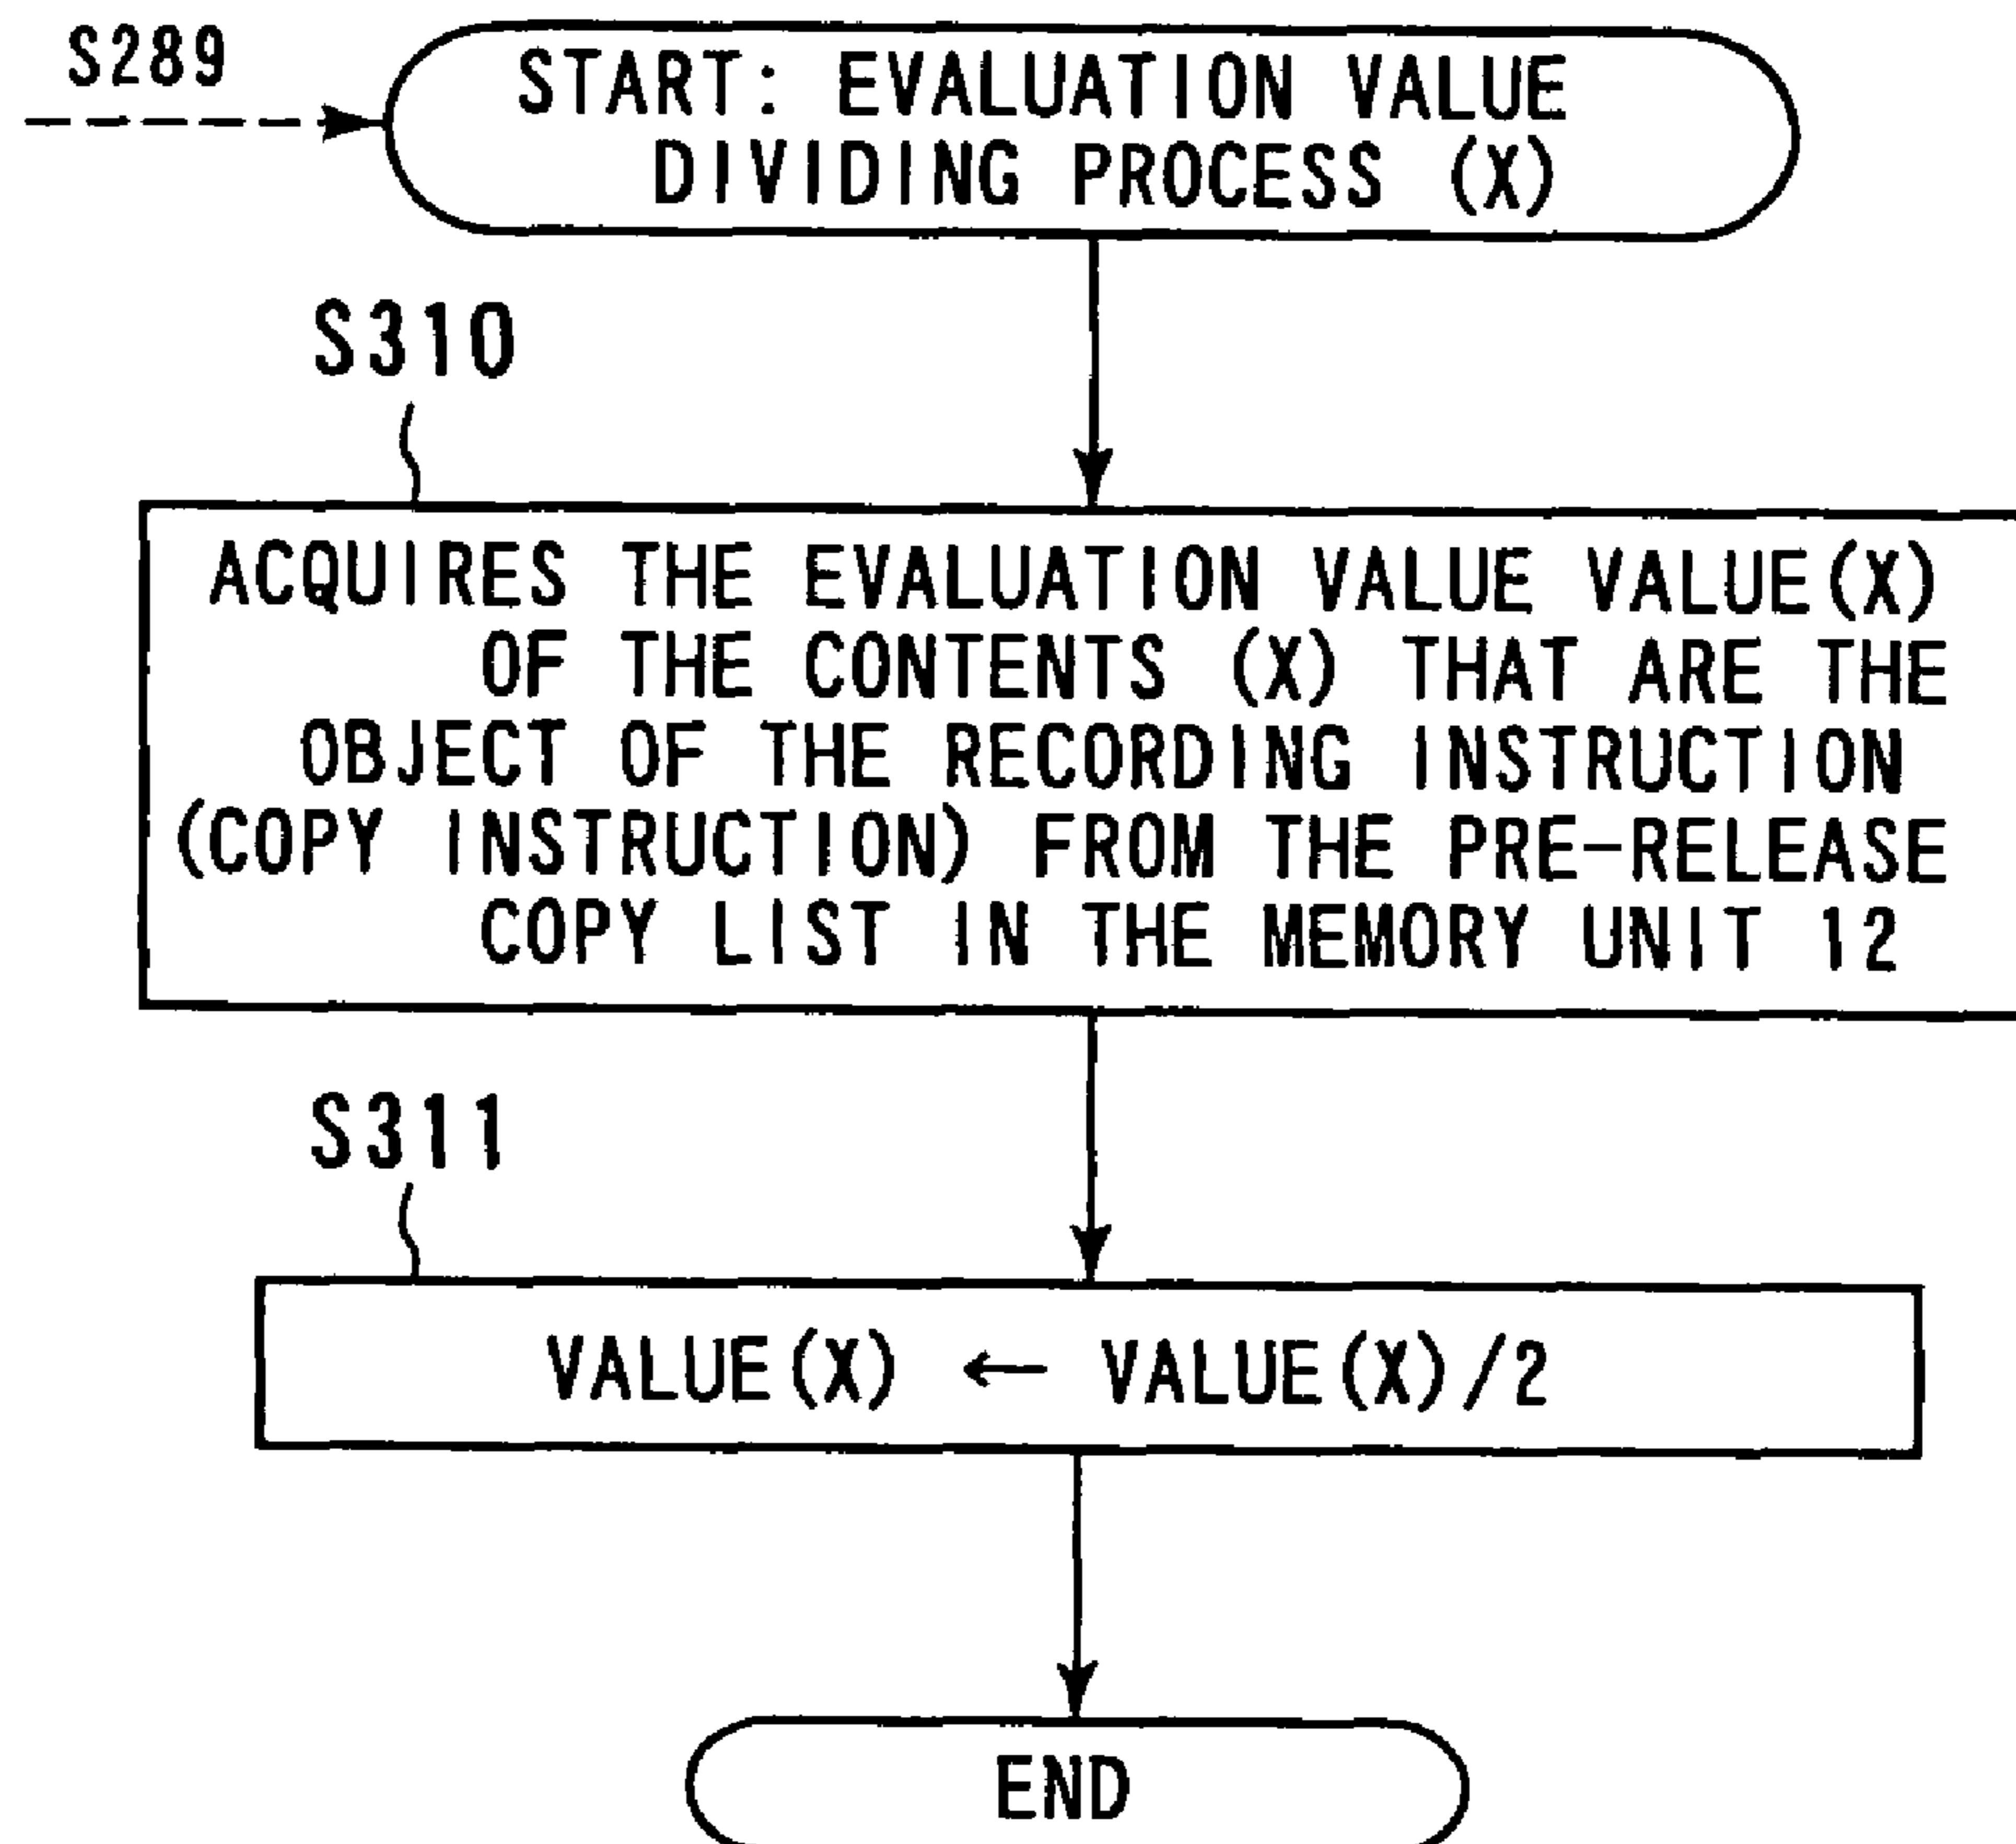 S289
START: EVALUATION VALUE
DIVIDING PROCESS (X)
S310
ACQUIRES THE EVALUATION VALUE VALUE(X)
OF THE CONTENTS (X) THAT ARE THE
OBJECT OF THE RECORDING INSTRUCTION
(COPY INSTRUCTION) FROM THE PRE-RELEASE
COPY LIST IN THE MEMORY UNIT 12
S311
VALUE(X) ← VALUE(X)/2
END